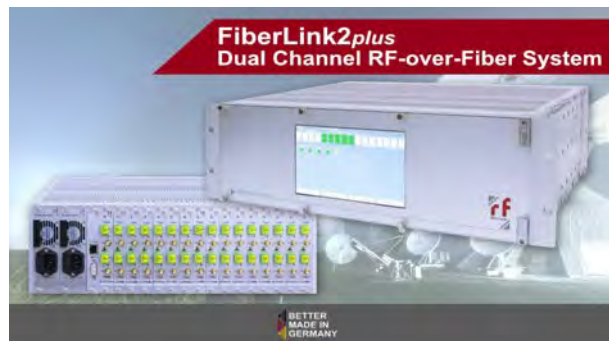 FiberLink2plus
Dual Channel RF-over-Fiber System
rf
BETTER
MADE IN
GERMANY